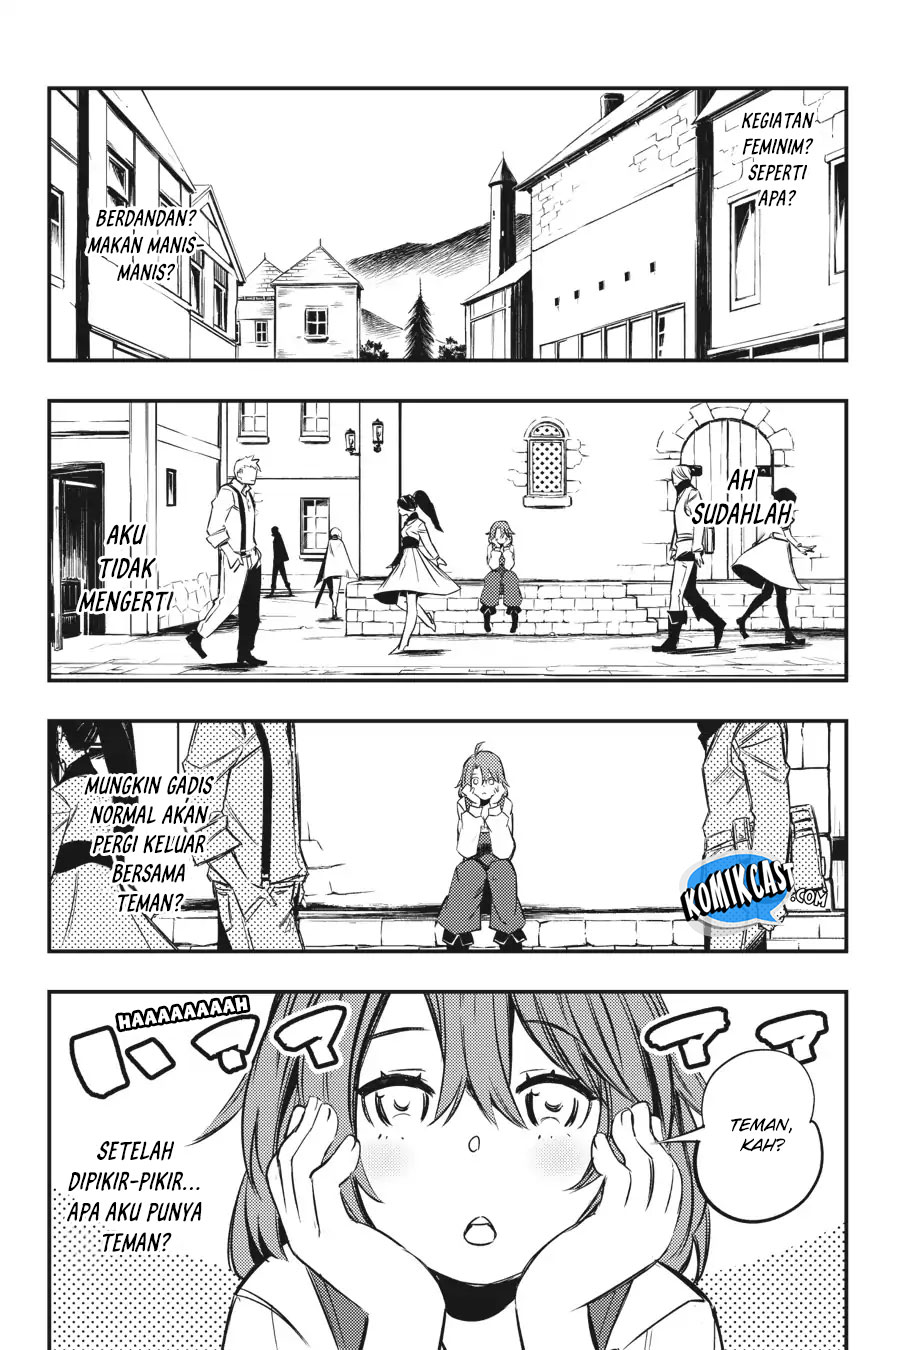 KEGIATAN
FEMINIM?
SEPERTI
APA?
BERDANDAN?
MAKAN MANIS-
MANIS?
AH
SUDAHLAH
AKU
TIDAK
MENGERTI
MUNGKIN GADIS
NORMAL AKAN
PERGI KELUAR
BERSAMA
TEMAN?
KOMIKCAST
.COM
HAAAAAAAAAH
TEMAN,
KAH?
SETELAH
DIPIKIR-PIKIR...
APA AKU PUNYA
TEMAN?